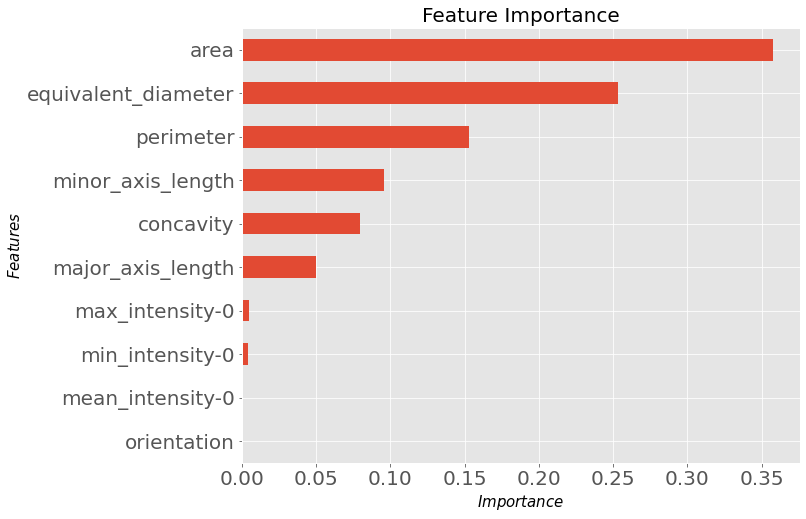 Feature Importance
area
equivalent_diameter
perimeter
minor_axis_length
concavity
major_axis_length
max_intensity-0
min_intensity-0
mean_intensity-0
orientation
Features
0.00 0.05 0.10 0.15 0.20 0.25 0.30 0.35
Importance